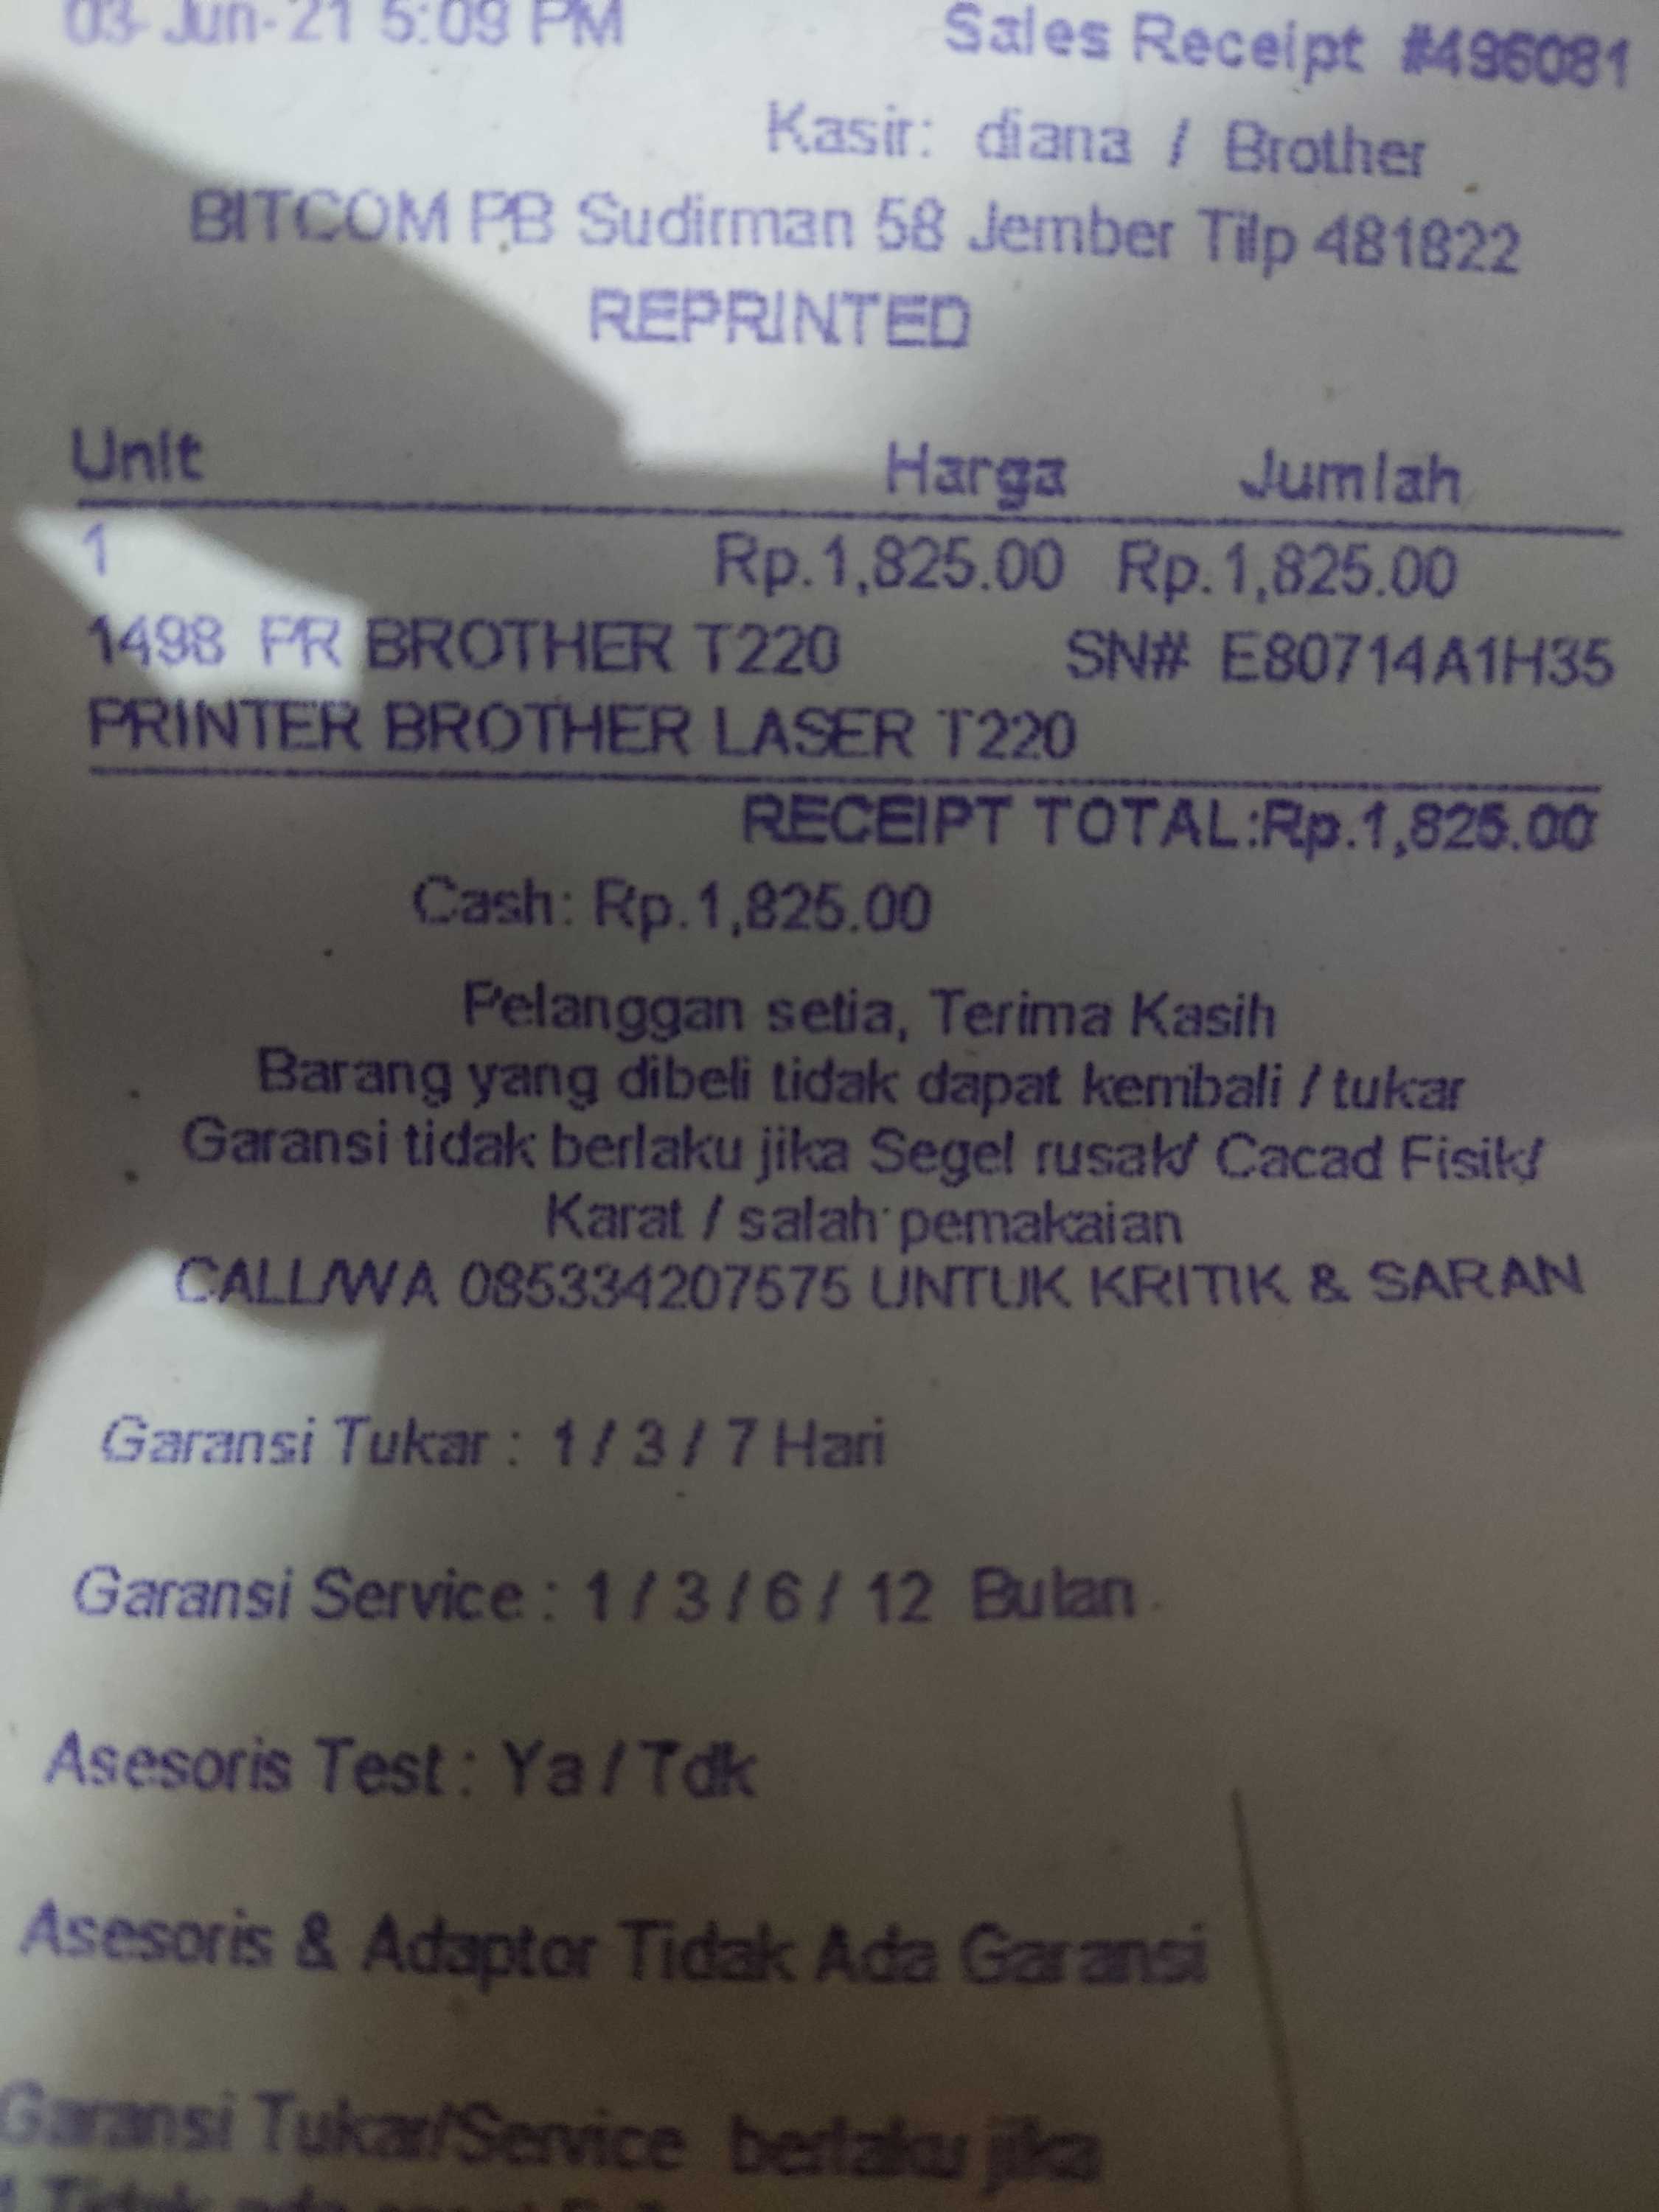 03-Jun-21 5:09 PM Sales Receipt #496081
Kasir: diana / Brother
BITCOM PB Sudirman 58 Jember Tilp 481822
REPRINTED
Unit Harga Jumlah
1 Rp.1,825.00 Rp.1,825.00
1498 PR BROTHER T220 SN# E80714A1H35
PRINTER BROTHER LASER T220
RECEIPT TOTAL:Rp.1,825.00
Cash: Rp.1,825.00
Pelanggan setia, Terima Kasih
Barang yang dibeli tidak dapat kembali / tukar
Garansi tidak berlaku jika Segel rusak/ Cacad Fisik/
Karat / salah pemakaian
CALL/WA 085334207575 UNTUK KRITIK & SARAN
Garansi Tukar : 1 / 3 / 7 Hari
Garansi Service : 1 / 3 / 6 / 12 Bulan
Asesoris Test : Ya / Tdk
Asesoris & Adaptor Tidak Ada Garansi
Garansi Tukar/Service berlaku jika
Tidak ada